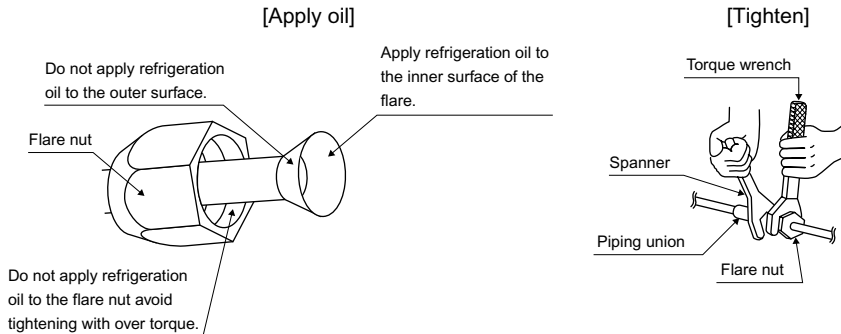 [Apply oil]
Do not apply refrigeration
oil to the outer surface.
Apply refrigeration oil to
the inner surface of the
flare.
Flare nut
Do not apply refrigeration
oil to the flare nut avoid
tightening with over torque.
[Tighten]
Torque wrench
Spanner
Piping union
Flare nut